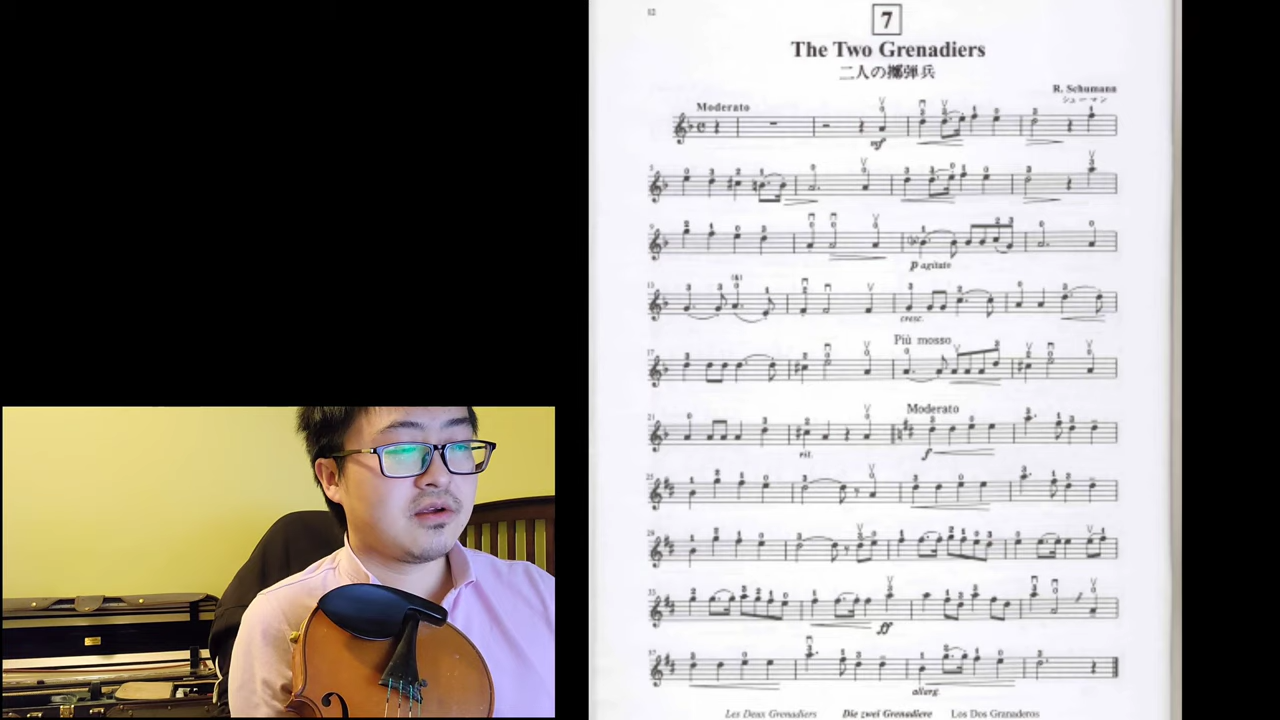 12
7
The Two Grenadiers
二人の擲弾兵
R. Schumann
シューマン
Moderato
mf
p agitato
cresc.
Più mosso
Moderato
rit.
f
ff
allarg.
Les Deux Grenadiers Die zwei Grenadiere Los Dos Granaderos